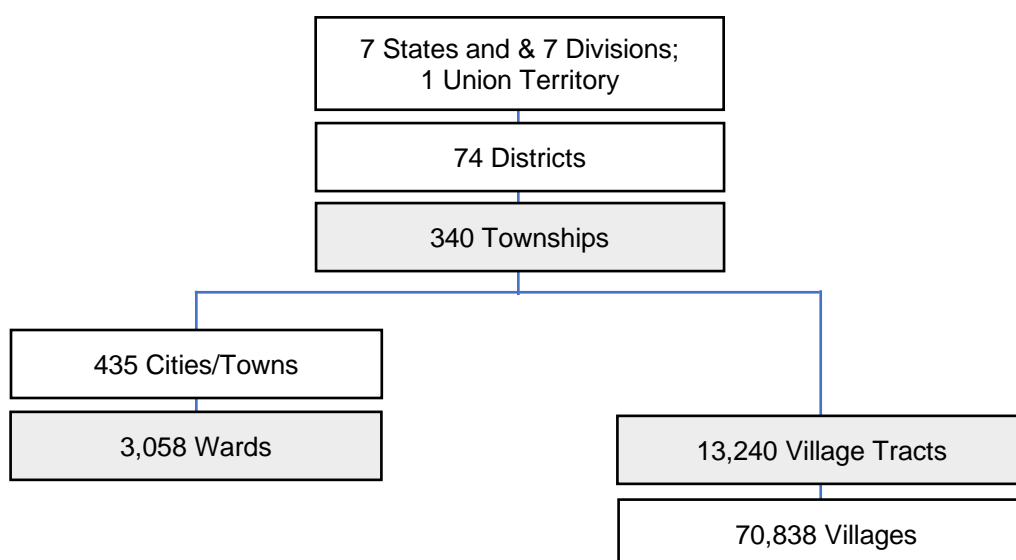 7 States and & 7 Divisions;
1 Union Territory
74 Districts
340 Townships
435 Cities/Towns
3,058 Wards
13,240 Village Tracts
70,838 Villages